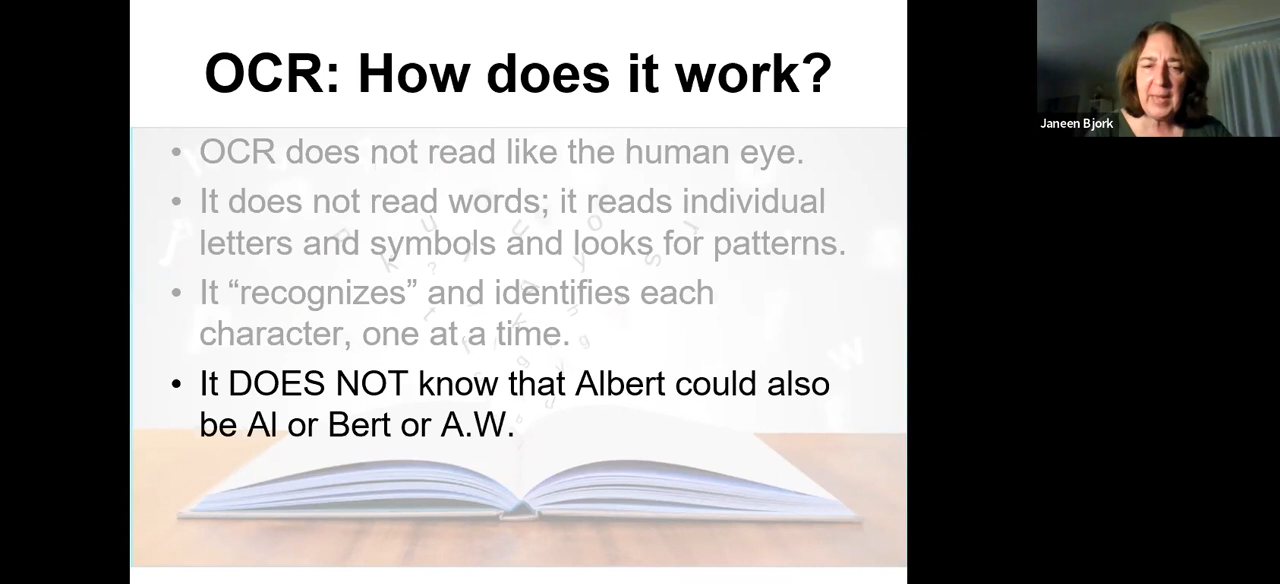 OCR: How does it work?
• OCR does not read like the human eye.
• It does not read words; it reads individual
letters and symbols and looks for patterns.
• It “recognizes” and identifies each
character, one at a time.
• It DOES NOT know that Albert could also
be Al or Bert or A.W.
Janeen Bjork